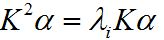 K²α = λᵢKα